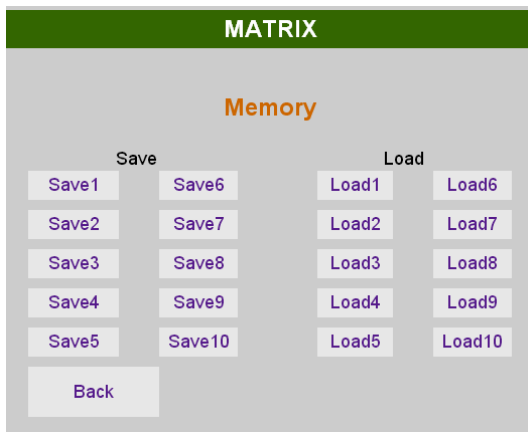 MATRIX
Memory
Save Load
Save1 Save6 Load1 Load6
Save2 Save7 Load2 Load7
Save3 Save8 Load3 Load8
Save4 Save9 Load4 Load9
Save5 Save10 Load5 Load10
Back